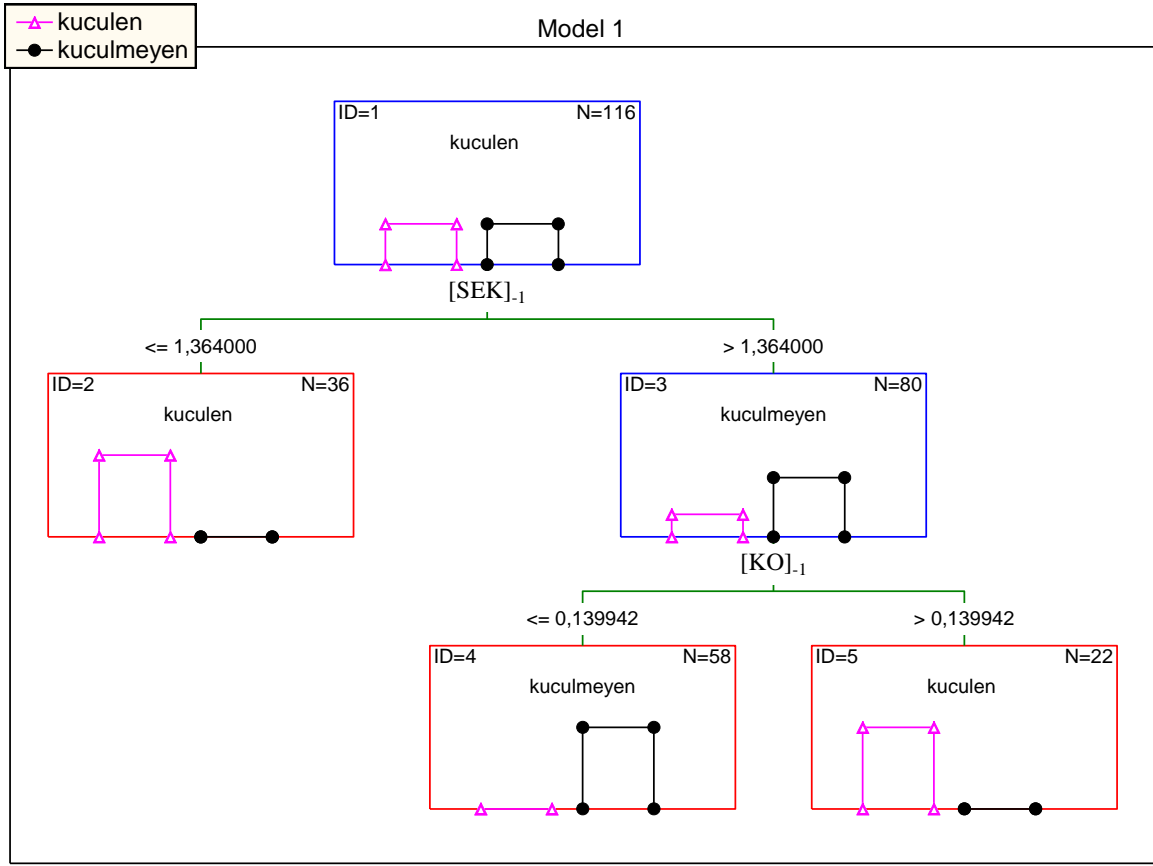 kuculen
kuculmeyen
Model 1
ID=1 N=116
kuculen
[SEK]-1
<= 1,364000 > 1,364000
ID=2 N=36 ID=3 N=80
kuculen kuculmeyen
[KO]-1
<= 0,139942 > 0,139942
ID=4 N=58 ID=5 N=22
kuculmeyen kuculen